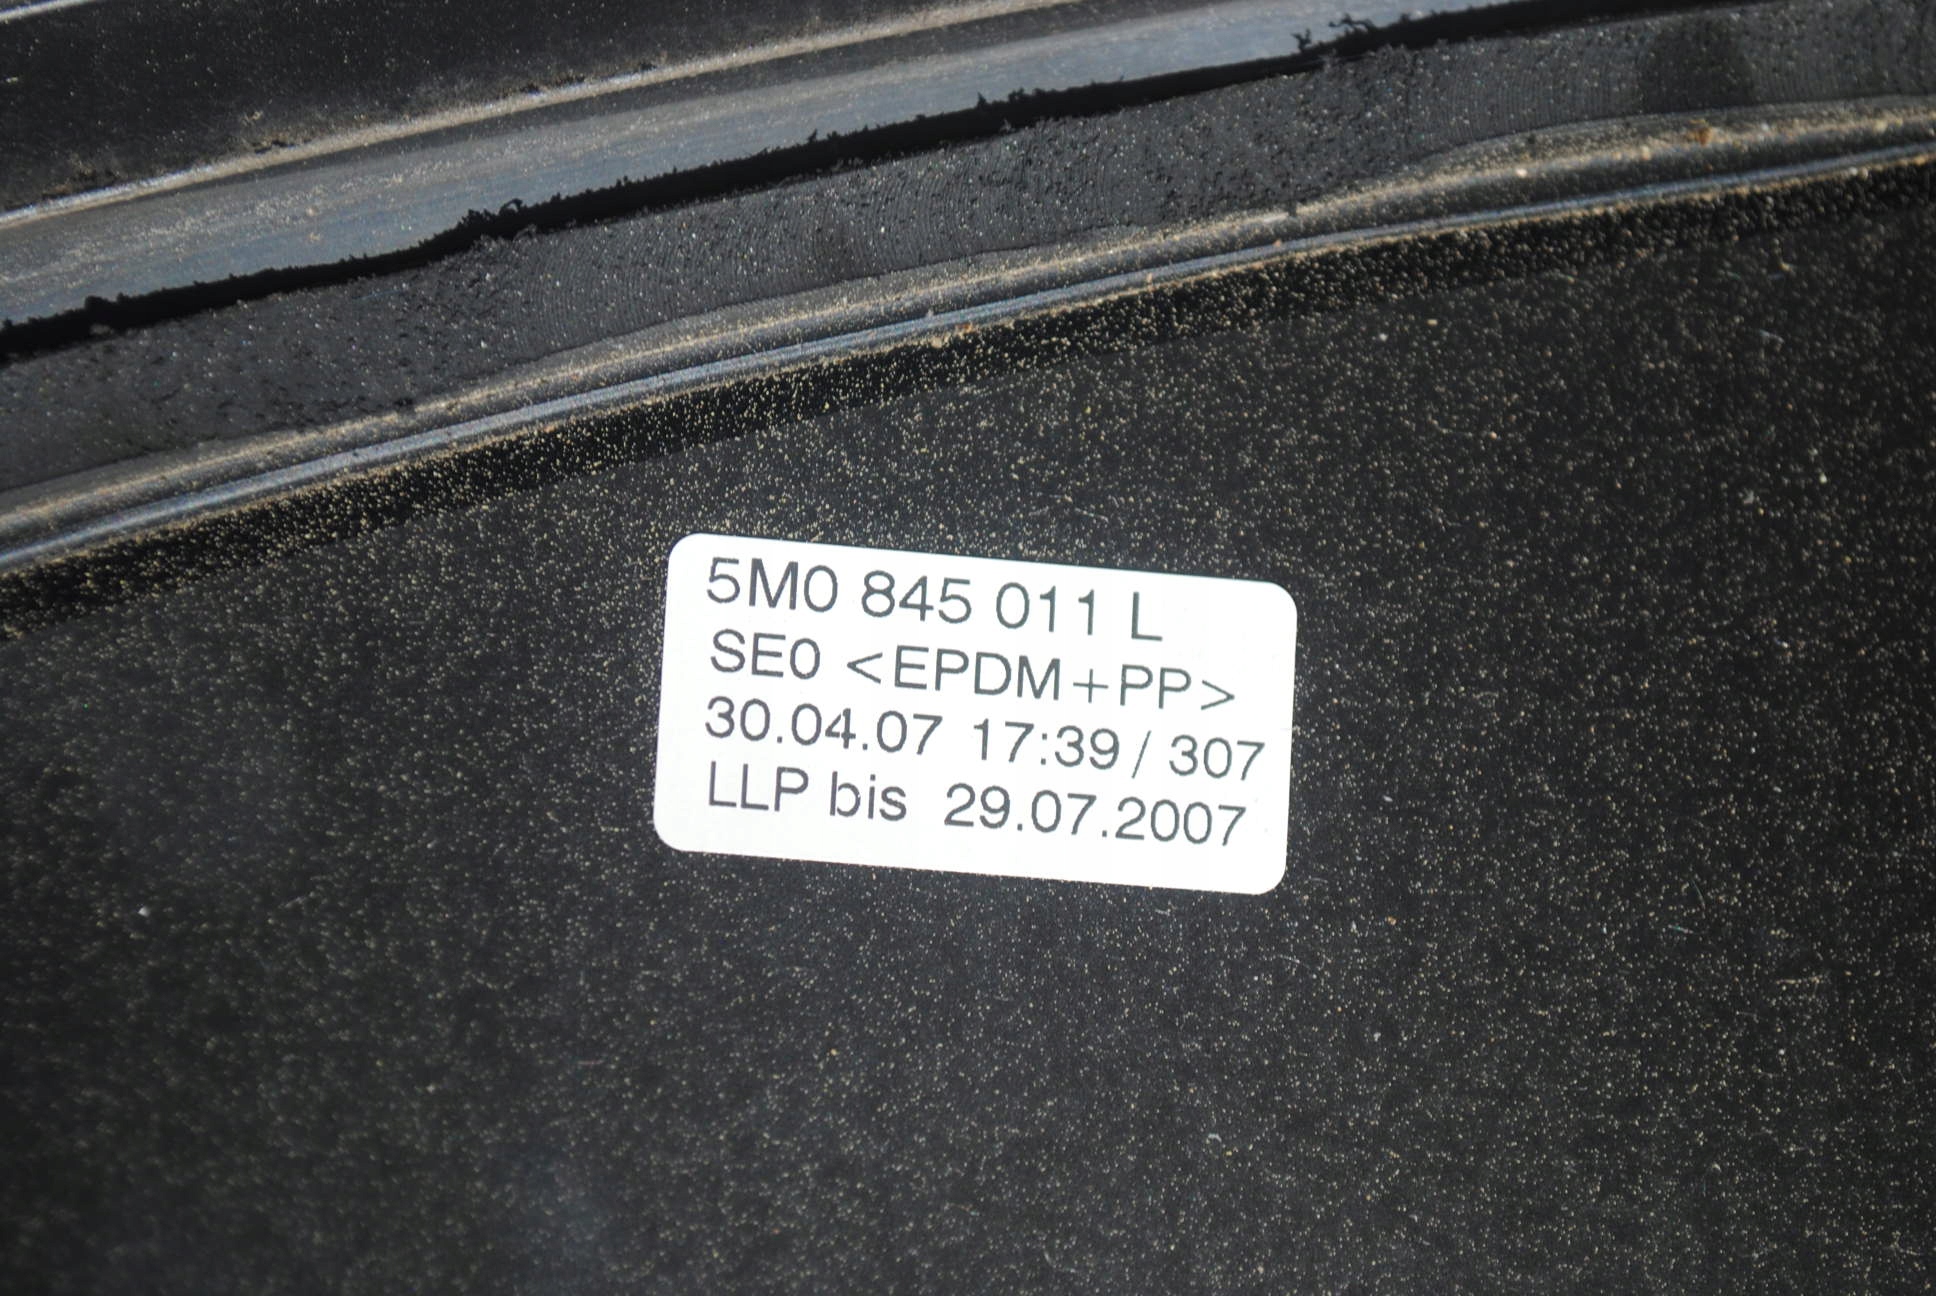 5M0 845 011 L
SE0 <EPDM+PP>
30.04.07 17:39 / 307
LLP bis 29.07.2007